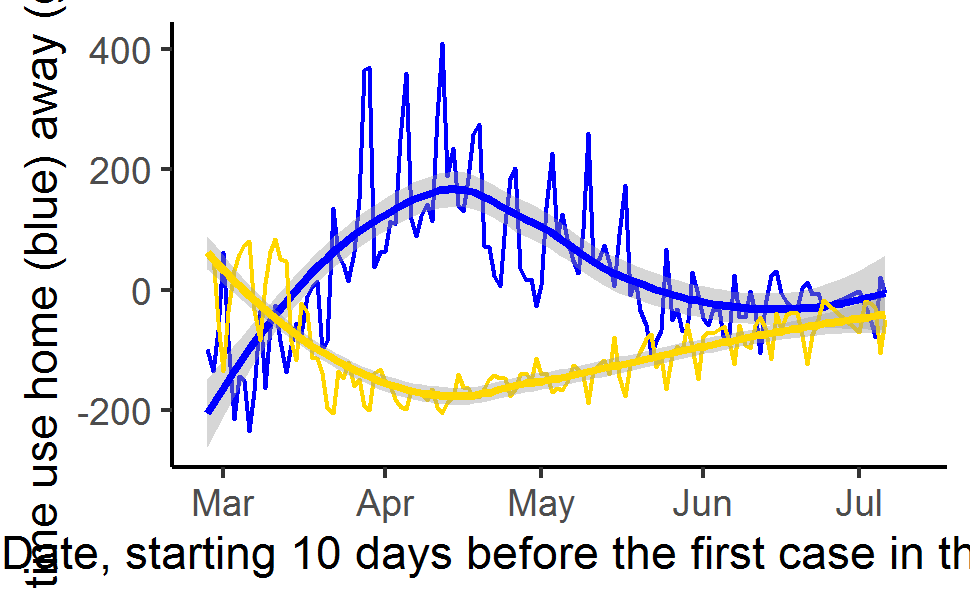 time use home (blue) away (
400
200
0
-200
Mar Apr May Jun Jul
Date, starting 10 days before the first case in th